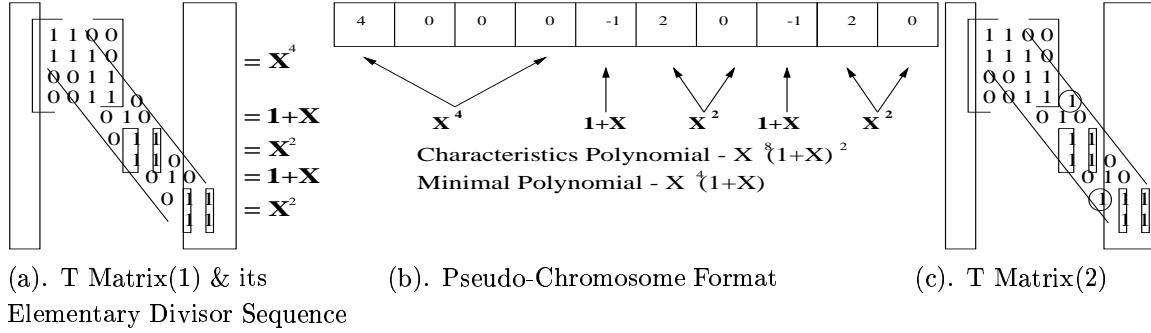 1 1 0 0
1 1 1 0
0 0 1 1
0 0 1 1
0
0 1 0
0 1 1
1 1 0
0 1 0
0 1 1
1 1
= X^4
= 1+X
= X^2
= 1+X
= X^2
(a). T Matrix(1) & its
Elementary Divisor Sequence
4 0 0 0 -1 2 0 -1 2 0
X^4 1+X X^2 1+X X^2
Characteristics Polynomial - X^8(1+X)^2
Minimal Polynomial - X^4(1+X)
(b). Pseudo-Chromosome Format
1 1 0 0
1 1 1 0
0 0 1 1
0 0 1 1
1
0 1 0
0 1 1
1 1 0
0 1 0
1 1 1
1 1
(c). T Matrix(2)